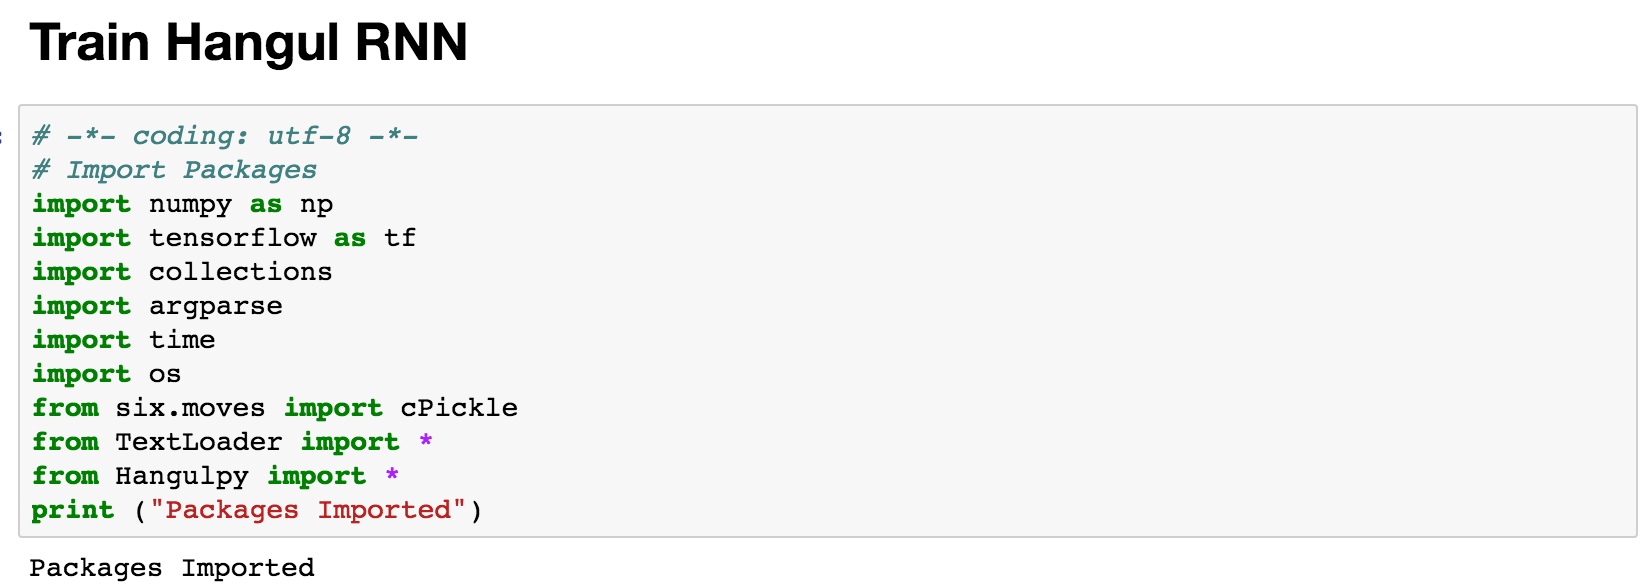 Train Hangul RNN
# -*- coding: utf-8 -*-
# Import Packages
import numpy as np
import tensorflow as tf
import collections
import argparse
import time
import os
from six.moves import cPickle
from TextLoader import *
from Hangulpy import *
print ("Packages Imported")
Packages Imported